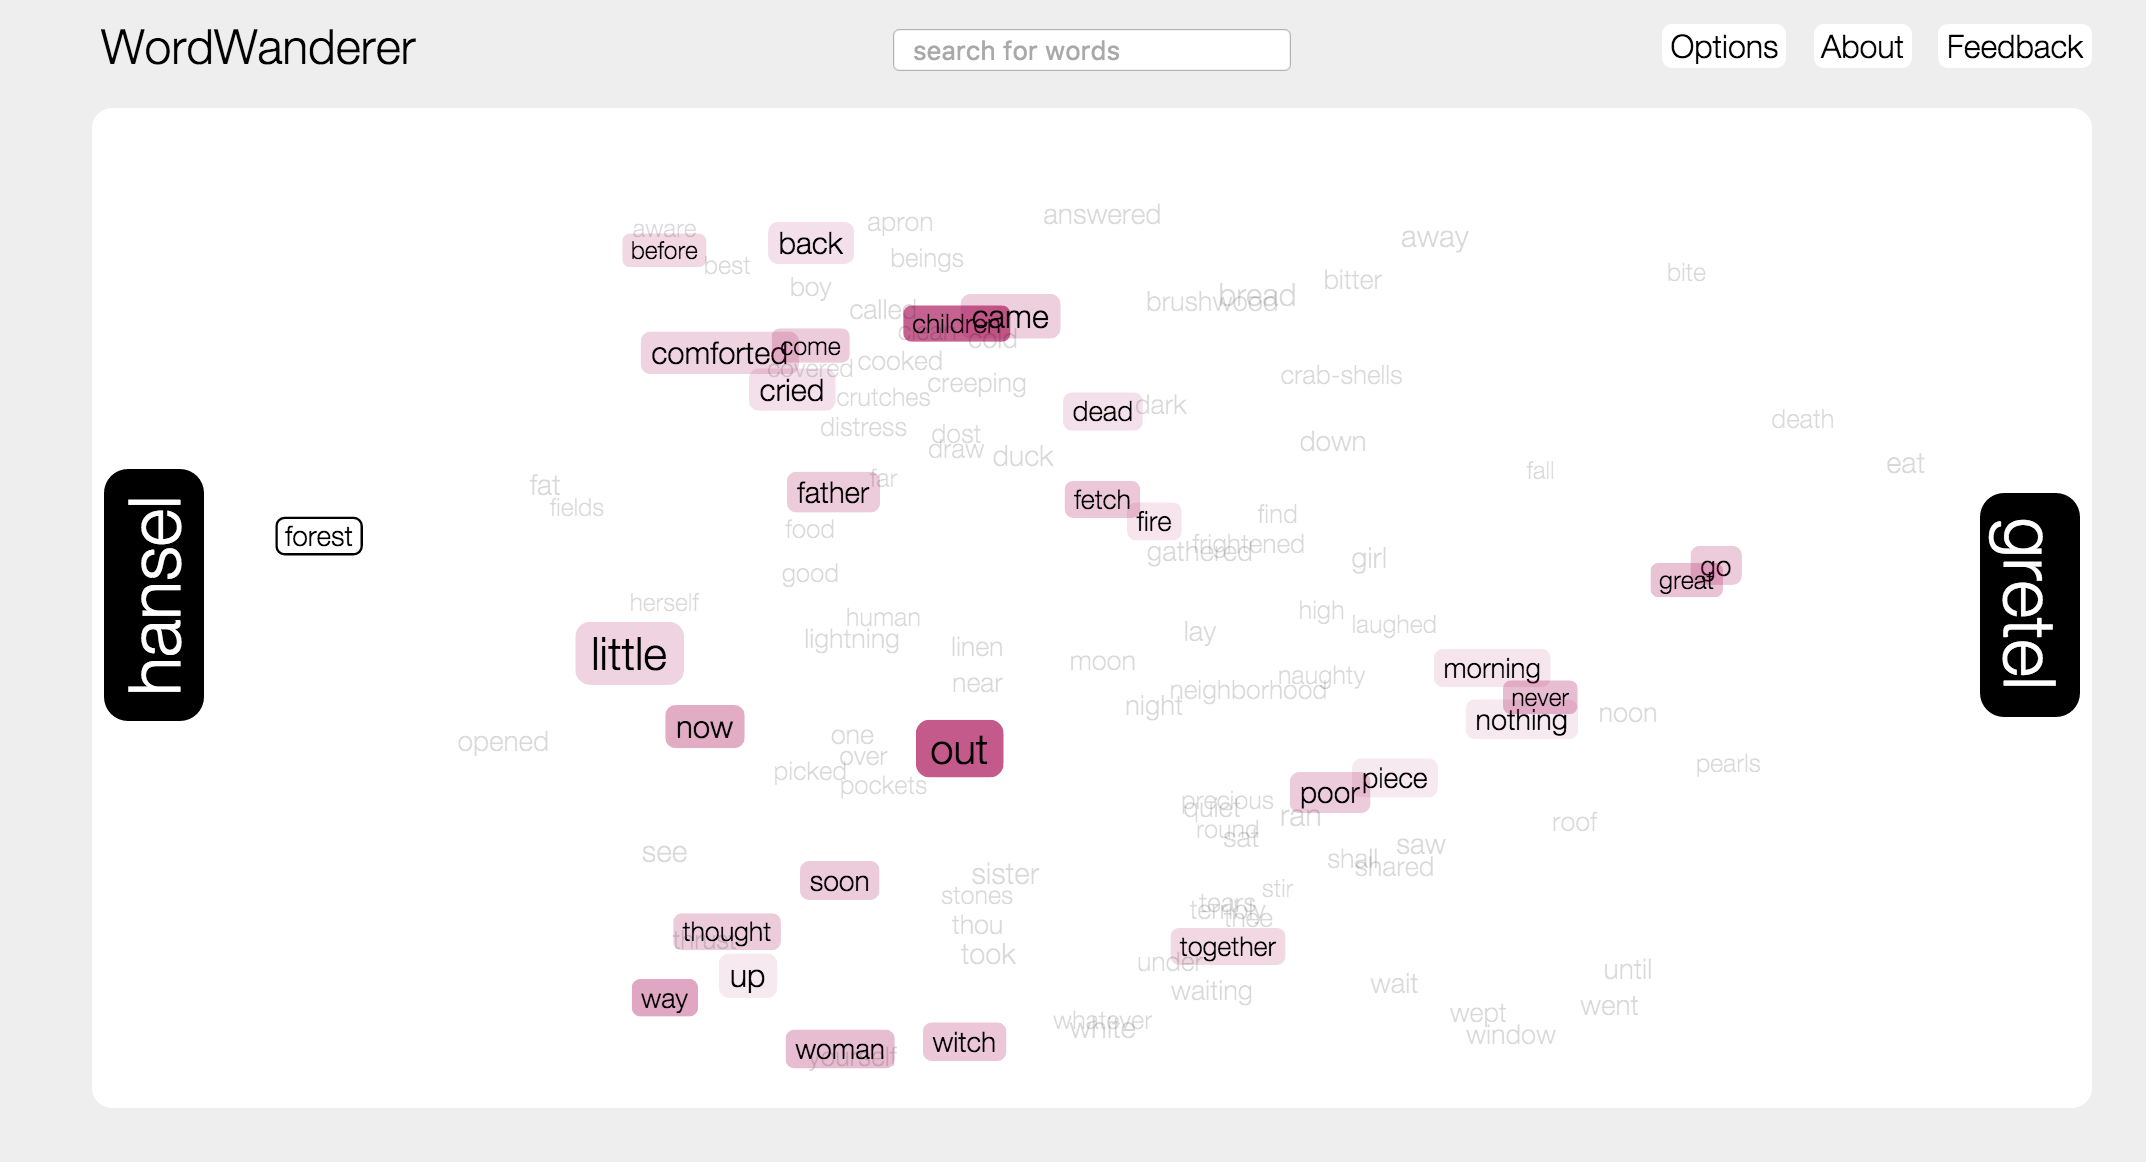 WordWanderer
search for words
Options
About
Feedback
answered
apron
aware
away
back
before
beings
best
bite
bitter
boy
bread
brushwood
called
came
children
clean
cold
come
comforted
covered
cooked
crab-shells
creeping
cried
crutches
dead
dark
death
distress
dost
down
draw
duck
eat
fall
far
fat
father
fetch
fields
fire
find
food
forest
frightened
gathered
girl
go
good
great
hansel
gretel
herself
high
human
laughed
lay
lightning
linen
little
moon
morning
naughty
near
neighborhood
never
night
noon
nothing
now
one
opened
out
over
pearls
picked
piece
pockets
poor
precious
quiet
ran
roof
round
sat
saw
see
shall
shared
sister
soon
stir
stones
tears
terribly
thee
thou
thought
thrust
together
took
under
until
up
wait
waiting
way
went
wept
whatever
white
window
witch
woman
yourself